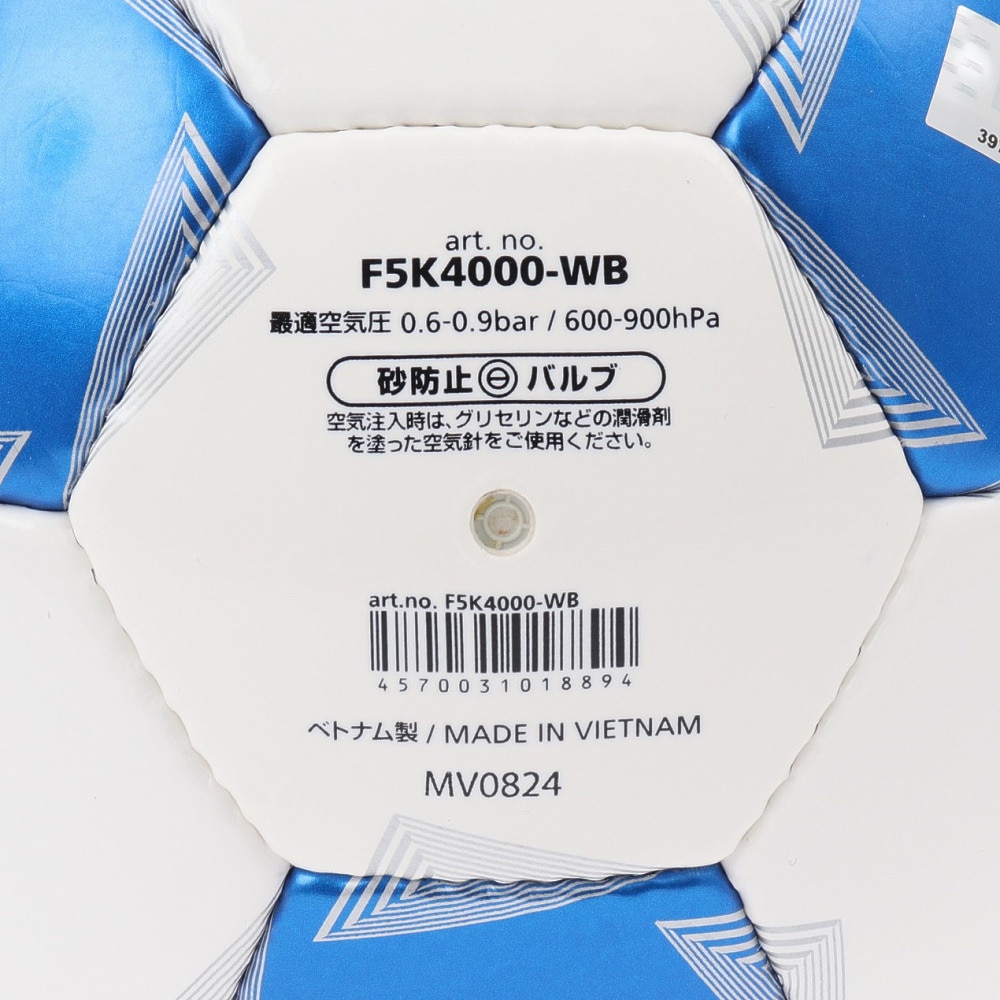 art. no.
F5K4000-WB
最適空気圧 0.6-0.9bar / 600-900hPa
砂防止 バルブ
空気注入時は、グリセリンなどの潤滑剤
を塗った空気針をご使用ください。
art.no. F5K4000-WB
4570031018894
ベトナム製 / MADE IN VIETNAM
MV0824